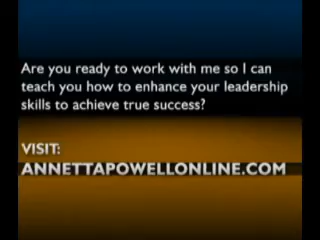 Are you ready to work with me so I can
teach you how to enhance your leadership
skills to achieve true success?
VISIT:
ANNETTAPOWELLONLINE.COM